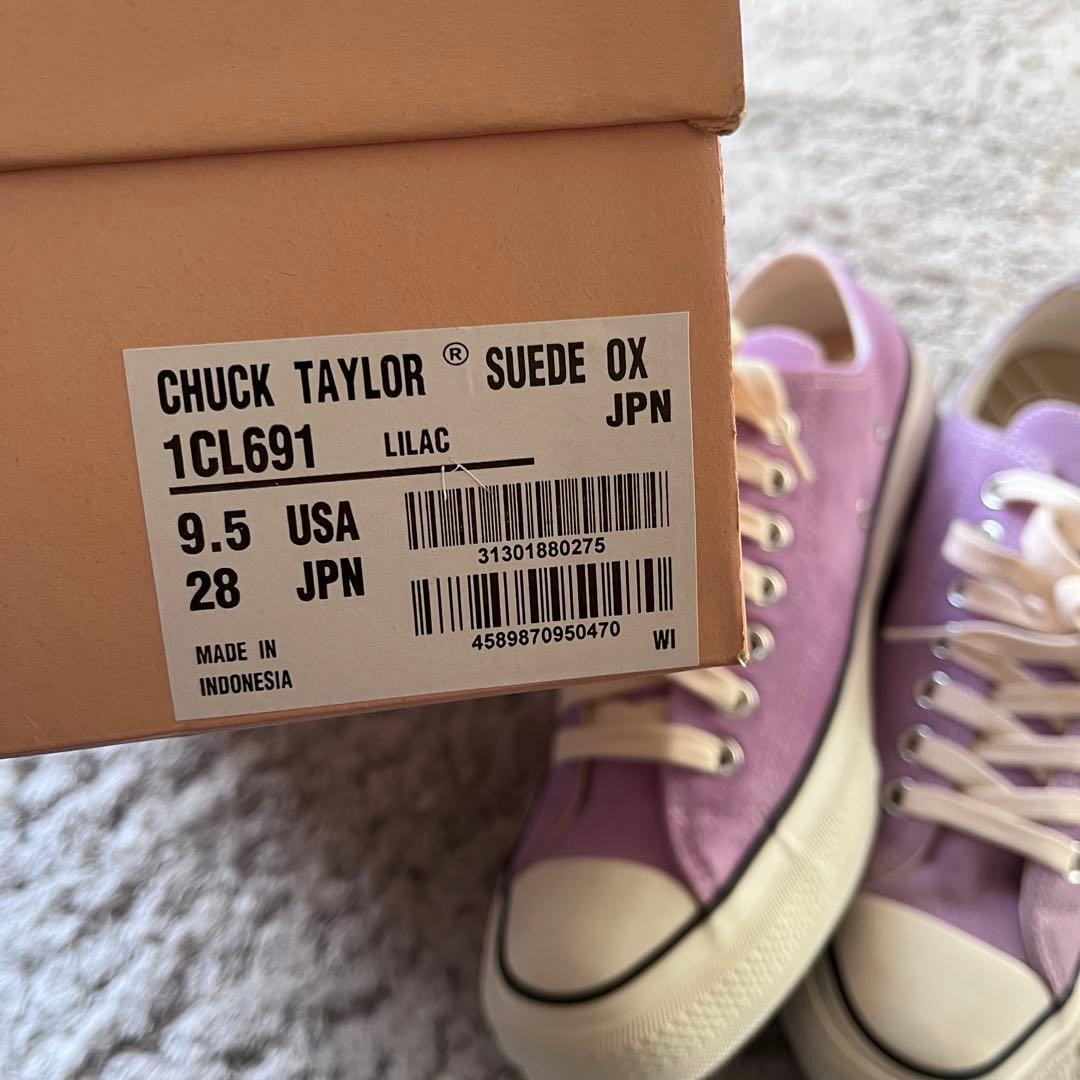 CHUCK TAYLOR ® SUEDE OX
JPN
1CL691 LILAC
9.5 USA
28 JPN
31301880275
4589870950470
WI
MADE IN
INDONESIA